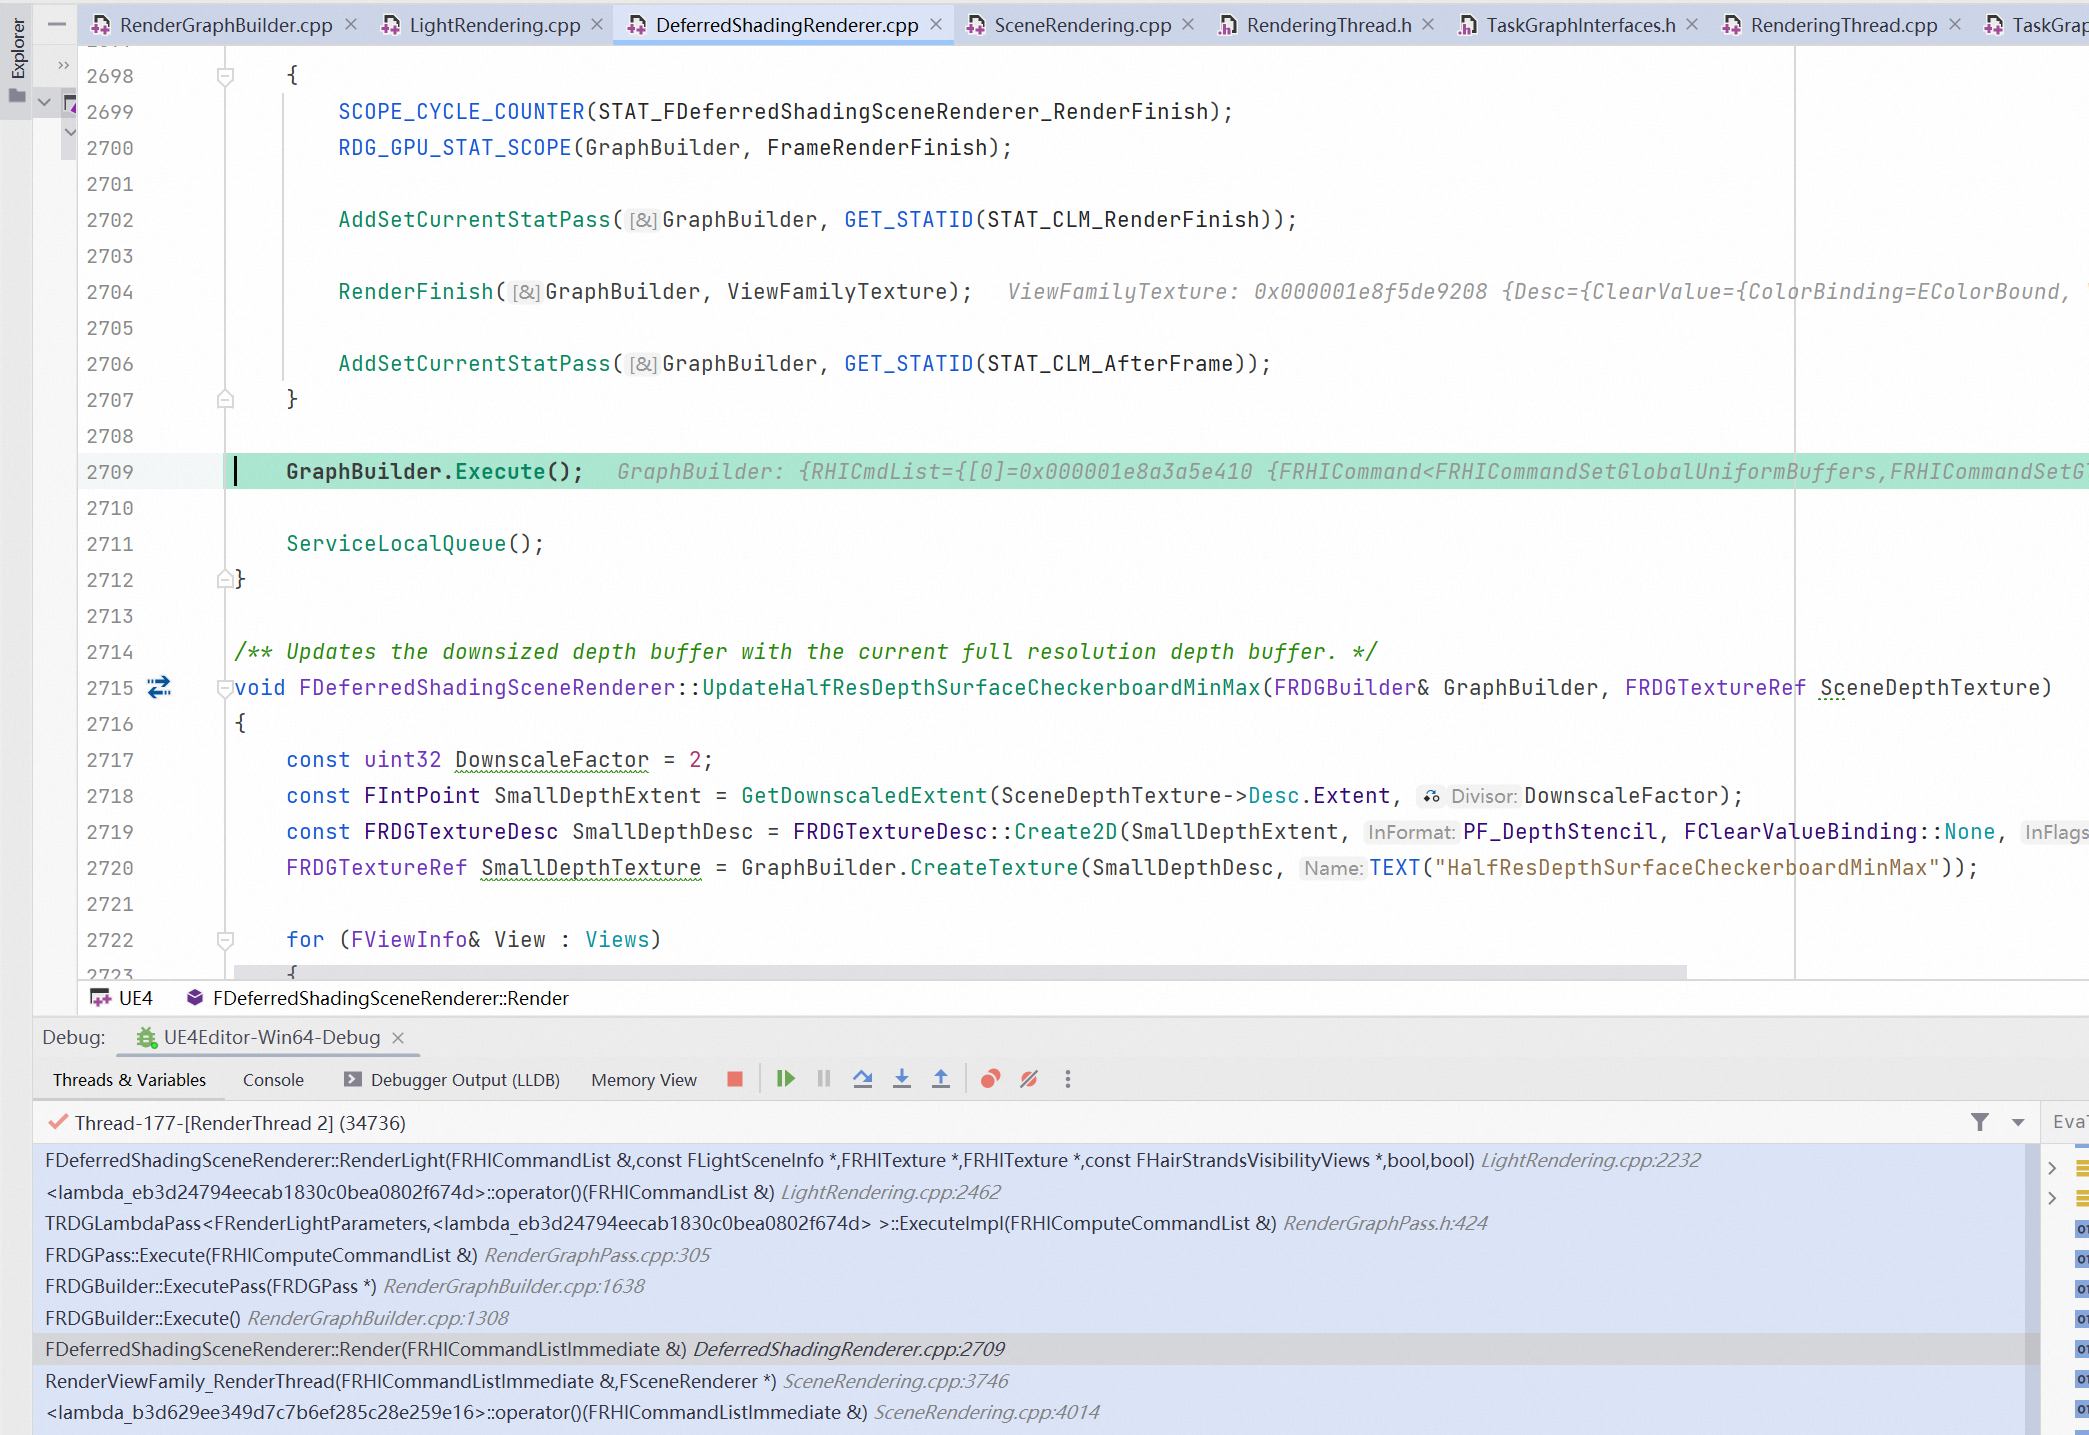 Explorer
RenderGraphBuilder.cpp LightRendering.cpp DeferredShadingRenderer.cpp SceneRendering.cpp RenderingThread.h TaskGraphInterfaces.h RenderingThread.cpp TaskGrap
2698 {
2699 SCOPE_CYCLE_COUNTER(STAT_FDeferredShadingSceneRenderer_RenderFinish);
2700 RDG_GPU_STAT_SCOPE(GraphBuilder, FrameRenderFinish);
2701
2702 AddSetCurrentStatPass([&]GraphBuilder, GET_STATID(STAT_CLM_RenderFinish));
2703
2704 RenderFinish([&]GraphBuilder, ViewFamilyTexture); ViewFamilyTexture: 0x000001e8f5de9208 {Desc={ClearValue={ColorBinding=EColorBound,
2705
2706 AddSetCurrentStatPass([&]GraphBuilder, GET_STATID(STAT_CLM_AfterFrame));
2707 }
2708
2709 GraphBuilder.Execute(); GraphBuilder: {RHICmdList={[0]=0x000001e8a3a5e410 {FRHICommand<FRHICommandSetGlobalUniformBuffers,FRHICommandSetGl
2710
2711 ServiceLocalQueue();
2712 }
2713
2714 /** Updates the downsized depth buffer with the current full resolution depth buffer. */
2715 void FDeferredShadingSceneRenderer::UpdateHalfResDepthSurfaceCheckerboardMinMax(FRDGBuilder& GraphBuilder, FRDGTextureRef SceneDepthTexture)
2716 {
2717 const uint32 DownscaleFactor = 2;
2718 const FIntPoint SmallDepthExtent = GetDownscaledExtent(SceneDepthTexture->Desc.Extent, Divisor: DownscaleFactor);
2719 const FRDGTextureDesc SmallDepthDesc = FRDGTextureDesc::Create2D(SmallDepthExtent, InFormat: PF_DepthStencil, FClearValueBinding::None, InFlags
2720 FRDGTextureRef SmallDepthTexture = GraphBuilder.CreateTexture(SmallDepthDesc, Name: TEXT("HalfResDepthSurfaceCheckerboardMinMax"));
2721
2722 for (FViewInfo& View : Views)
2723 {
UE4 FDeferredShadingSceneRenderer::Render
Debug: UE4Editor-Win64-Debug
Threads & Variables Console Debugger Output (LLDB) Memory View
Thread-177-[RenderThread 2] (34736) Eva
FDeferredShadingSceneRenderer::RenderLight(FRHICommandList &,const FLightSceneInfo *,FRHITexture *,FRHITexture *,const FHairStrandsVisibilityViews *,bool,bool) LightRendering.cpp:2232
<lambda_eb3d24794eecab1830c0bea0802f674d>::operator()(FRHICommandList &) LightRendering.cpp:2462
TRDGLambdaPass<FRenderLightParameters,<lambda_eb3d24794eecab1830c0bea0802f674d> >::ExecuteImpl(FRHIComputeCommandList &) RenderGraphPass.h:424
FRDGPass::Execute(FRHIComputeCommandList &) RenderGraphPass.cpp:305
FRDGBuilder::ExecutePass(FRDGPass *) RenderGraphBuilder.cpp:1638
FRDGBuilder::Execute() RenderGraphBuilder.cpp:1308
FDeferredShadingSceneRenderer::Render(FRHICommandListImmediate &) DeferredShadingRenderer.cpp:2709
RenderViewFamily_RenderThread(FRHICommandListImmediate &,FSceneRenderer *) SceneRendering.cpp:3746
<lambda_b3d629ee349d7c7b6ef285c28e259e16>::operator()(FRHICommandListImmediate &) SceneRendering.cpp:4014